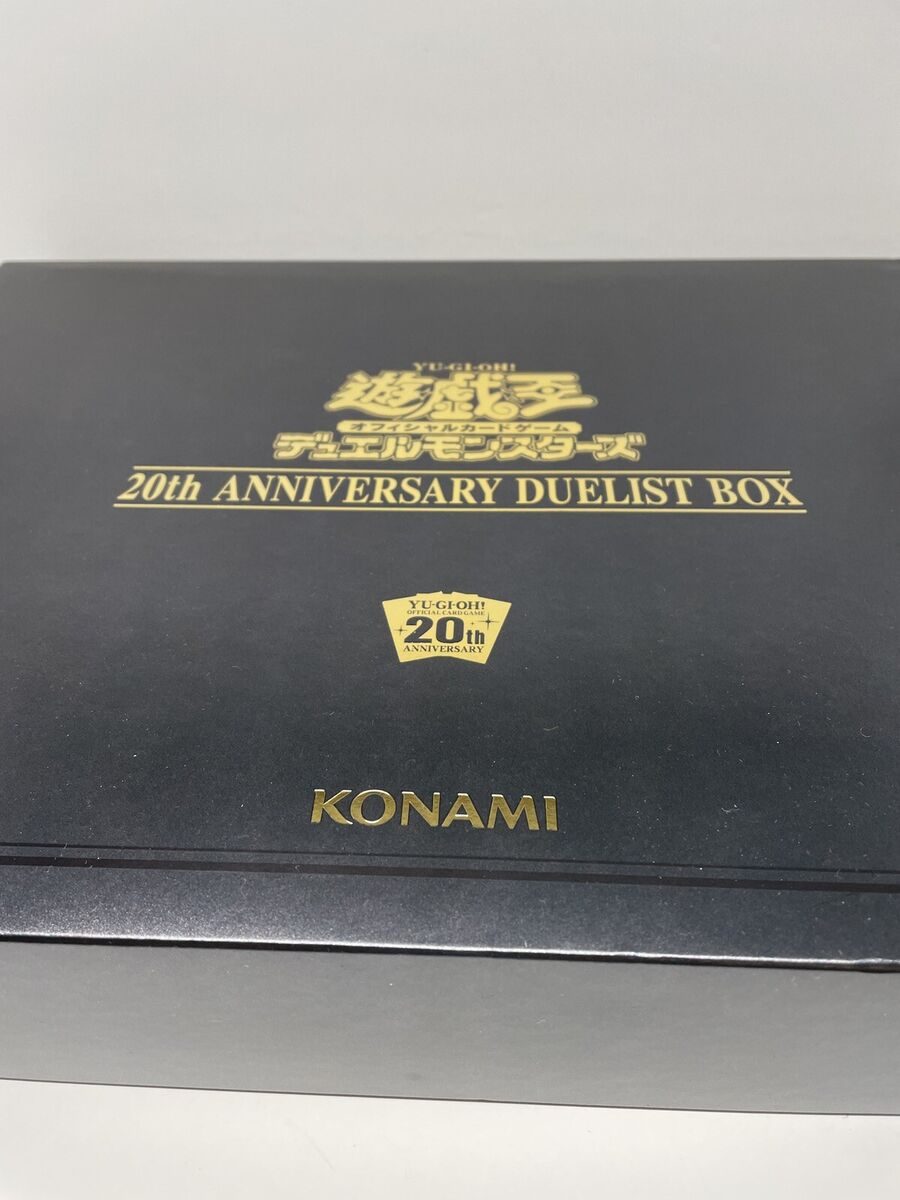 YU-GI-OH!
遊戯王
オフィシャルカードゲーム
デュエルモンスターズ
20th ANNIVERSARY DUELIST BOX
YU-GI-OH!
OFFICIAL CARD GAME
20th
ANNIVERSARY
KONAMI